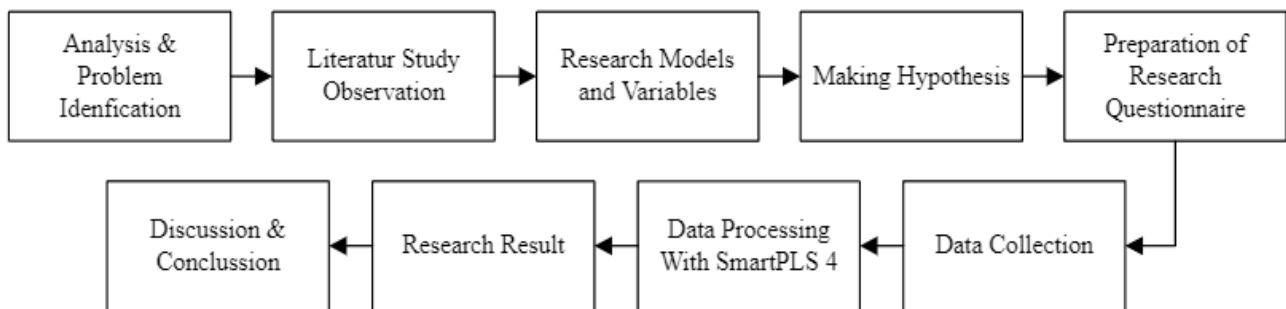 Analysis &
Problem
Idenfication
Literatur Study
Observation
Research Models
and Variables
Making Hypothesis
Preparation of
Research
Questionnaire
Data Collection
Data Processing
With SmartPLS 4
Research Result
Discussion &
Conclussion